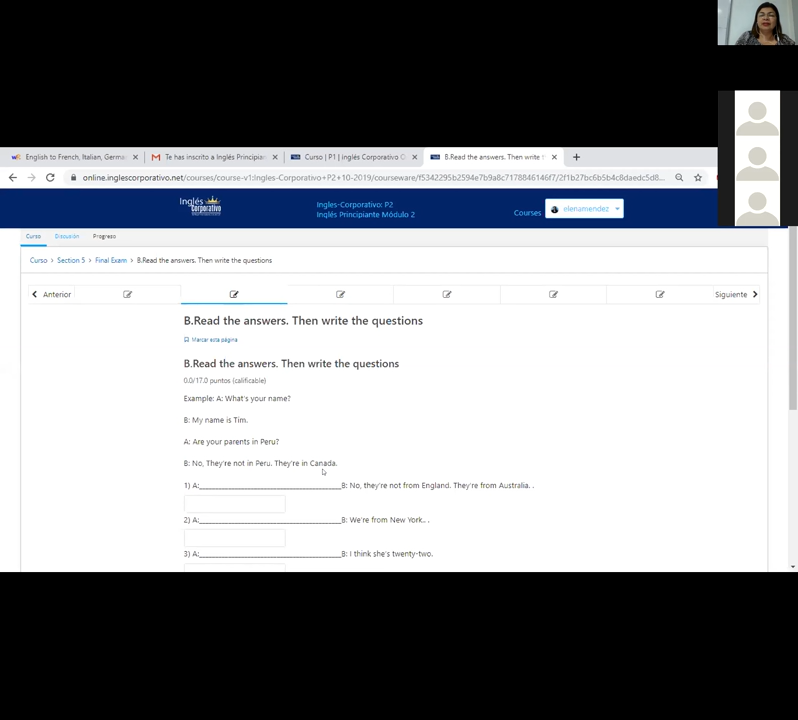 English to French, Italian, Germa
Te has inscrito a Inglés Principian
Curso | P1 | Inglés Corporativo O
B.Read the answers. Then write t
online.inglescorporativo.net/courses/course-v1:Ingles-Corporativo+P2+10-2019/courseware/f5342295b2594e7b9a8c7178846146f7/2f1b27bc6b5b4c8daedc5d8...
Inglés
Corporativo
Ingles-Corporativo: P2
Inglés Principante Módulo 2
Courses
elenamendez
Curso
Discusión
Progreso
Curso > Section 5 > Final Exam > B.Read the answers. Then write the questions
Anterior
Siguiente
B.Read the answers. Then write the questions
Marcar esta página
B.Read the answers. Then write the questions
0.0/17.0 puntos (calificable)
Example: A: What's your name?
B: My name is Tim.
A: Are your parents in Peru?
B: No, They're not in Peru. They're in Canada.
1) A:______________________________B: No, they're not from England. They're from Australia. .
2) A:______________________________B: We're from New York.. .
3) A:______________________________B: I think she's twenty-two.